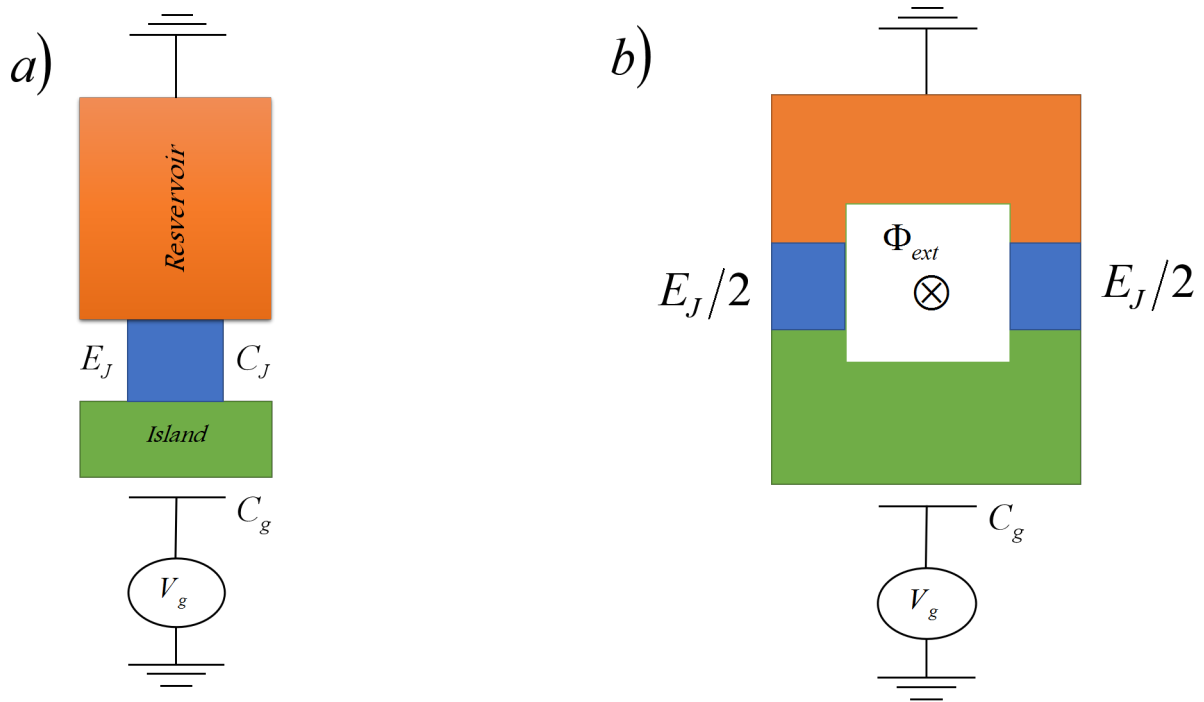 a)
Resvervoir
E_J
C_J
Island
C_g
V_g
b)
Φ_ext
E_J/2
E_J/2
C_g
V_g